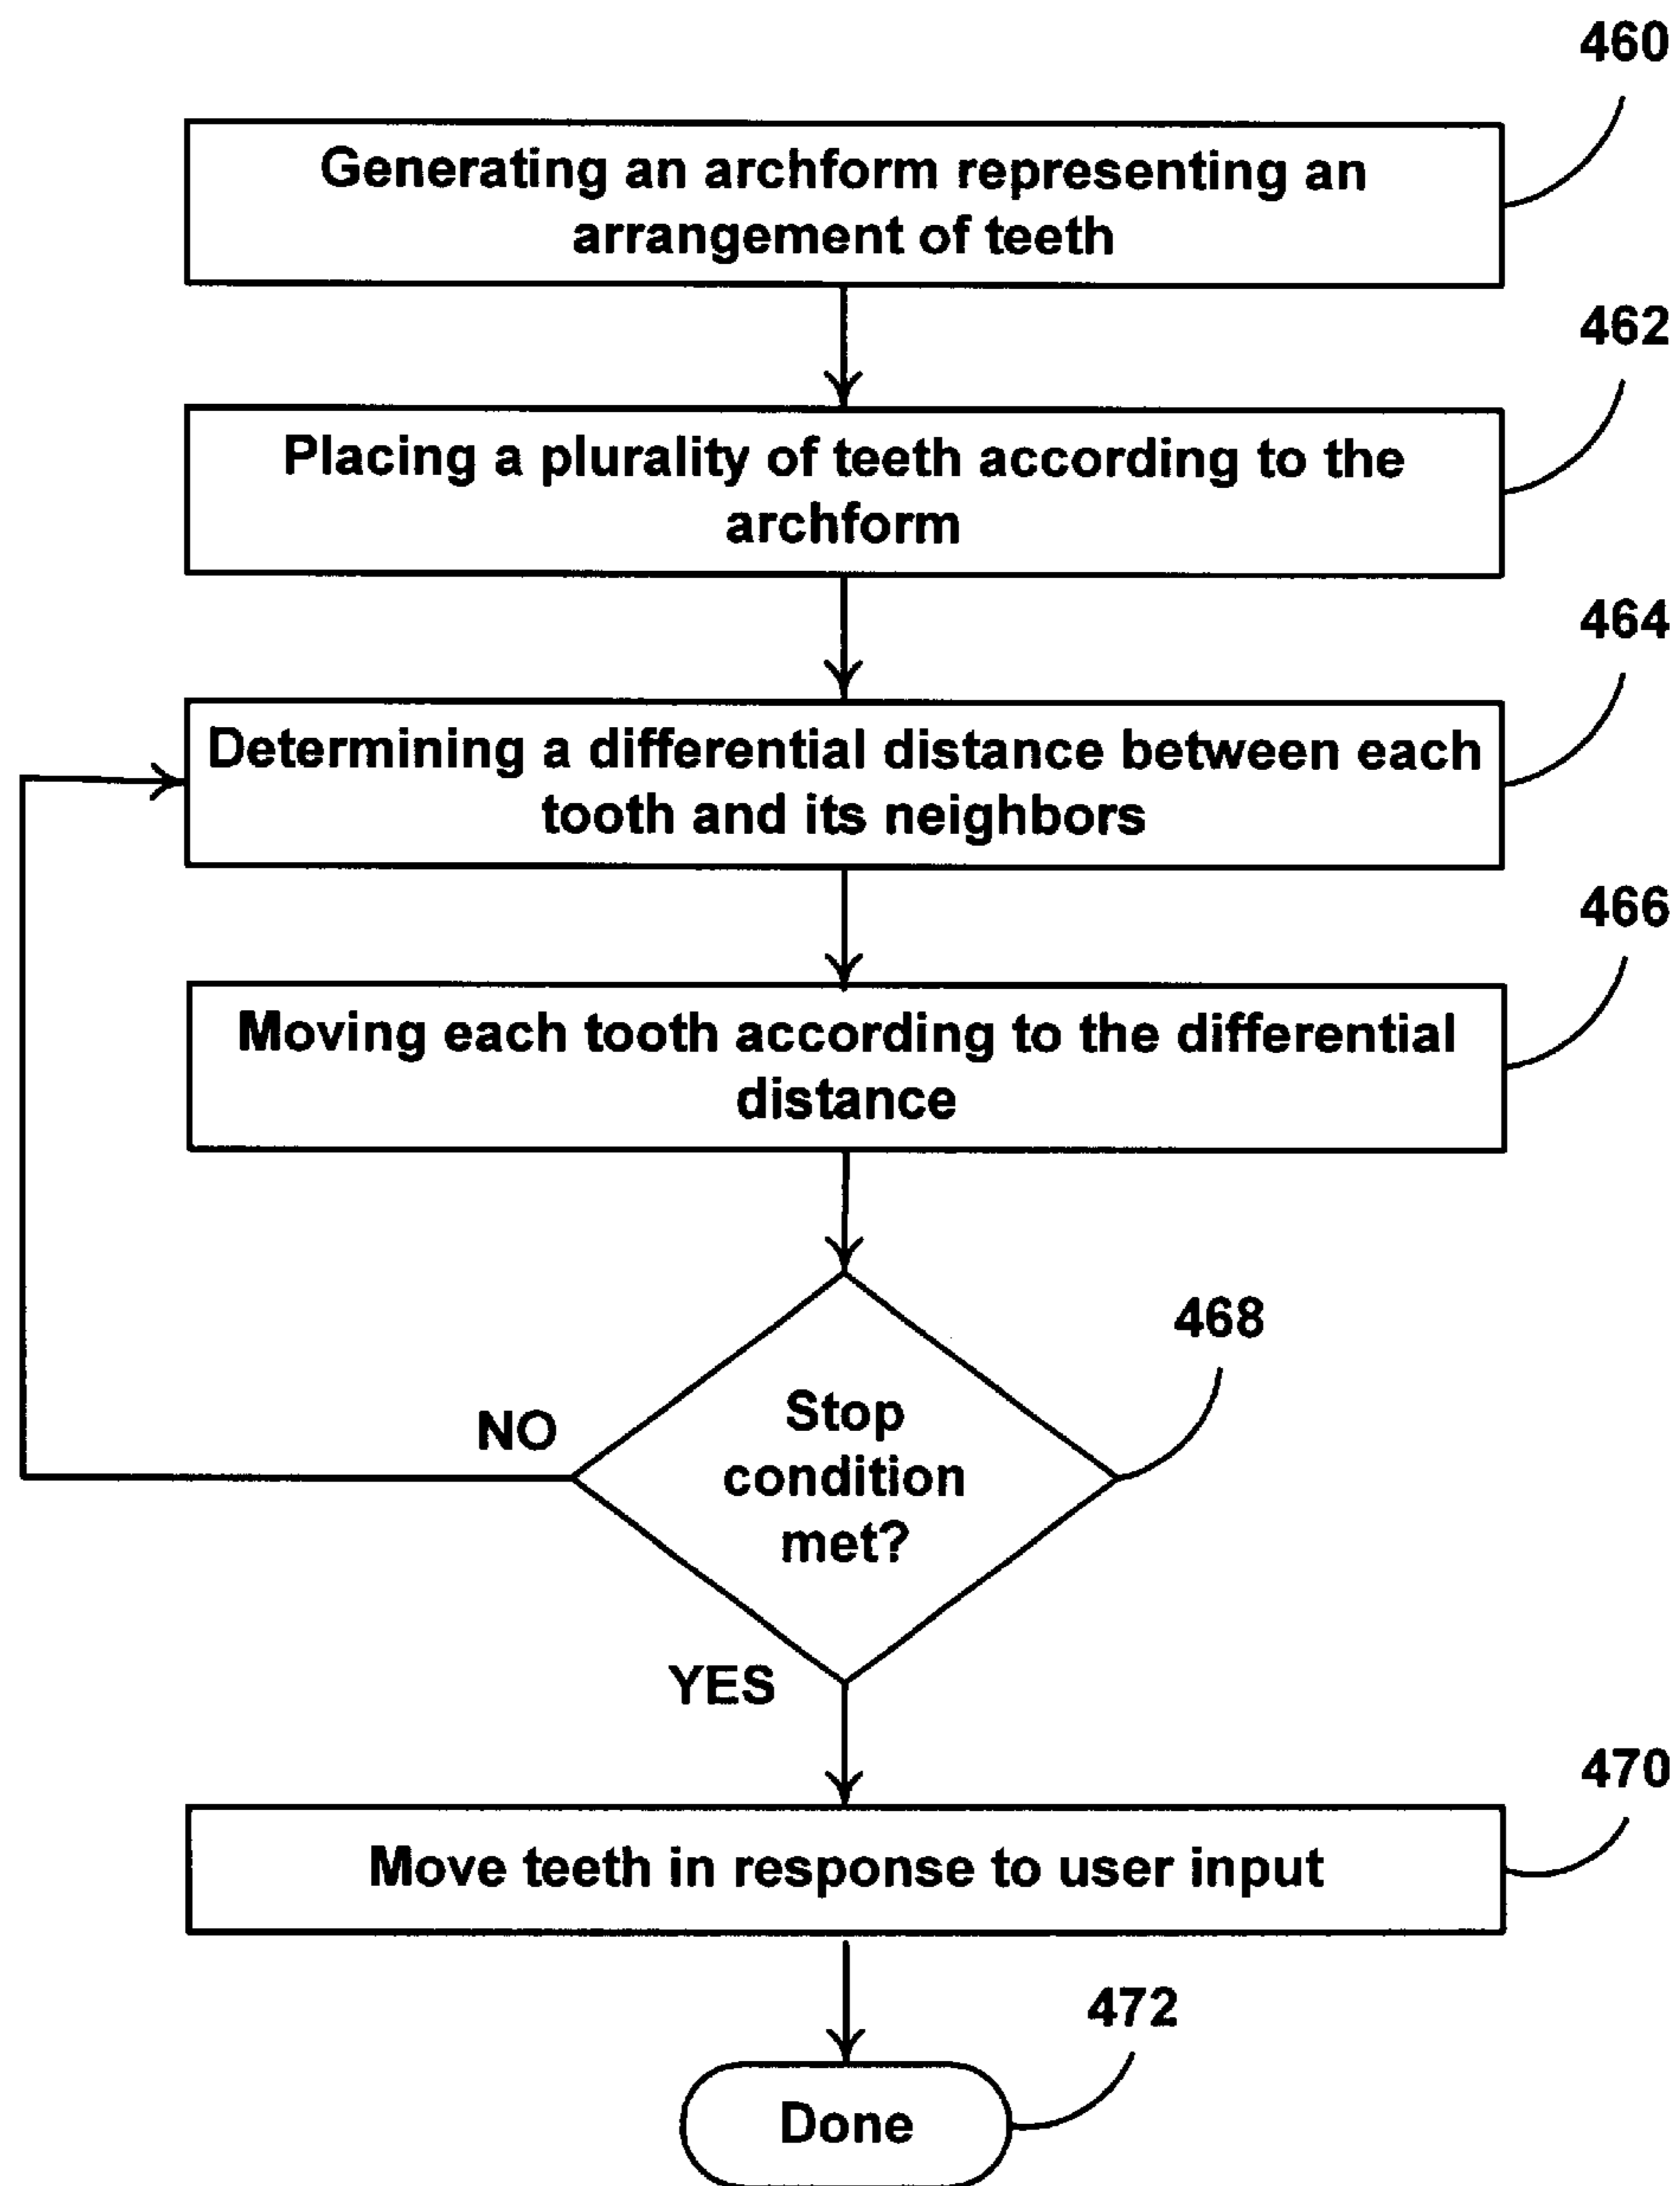 460
Generating an archform representing an
arrangement of teeth
462
Placing a plurality of teeth according to the
archform
464
Determining a differential distance between each
tooth and its neighbors
466
Moving each tooth according to the differential
distance
468
Stop
condition
met?
NO
YES
470
Move teeth in response to user input
472
Done